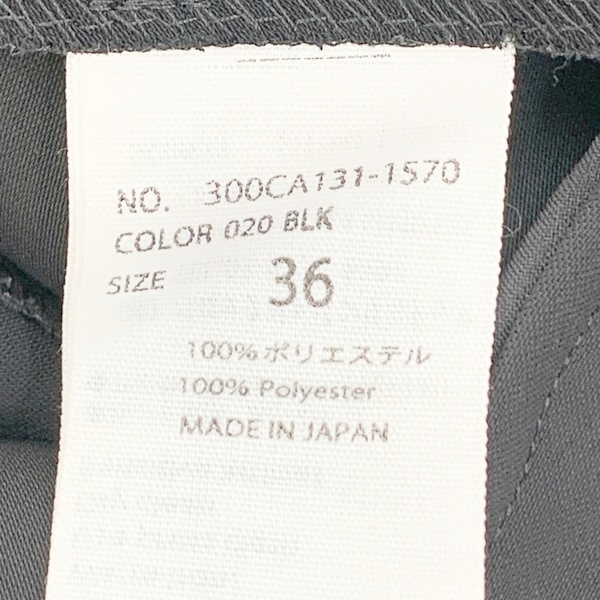 NO. 300CA131-1570
COLOR 020 BLK
SIZE 36
100%ポリエステル
100% Polyester
MADE IN JAPAN